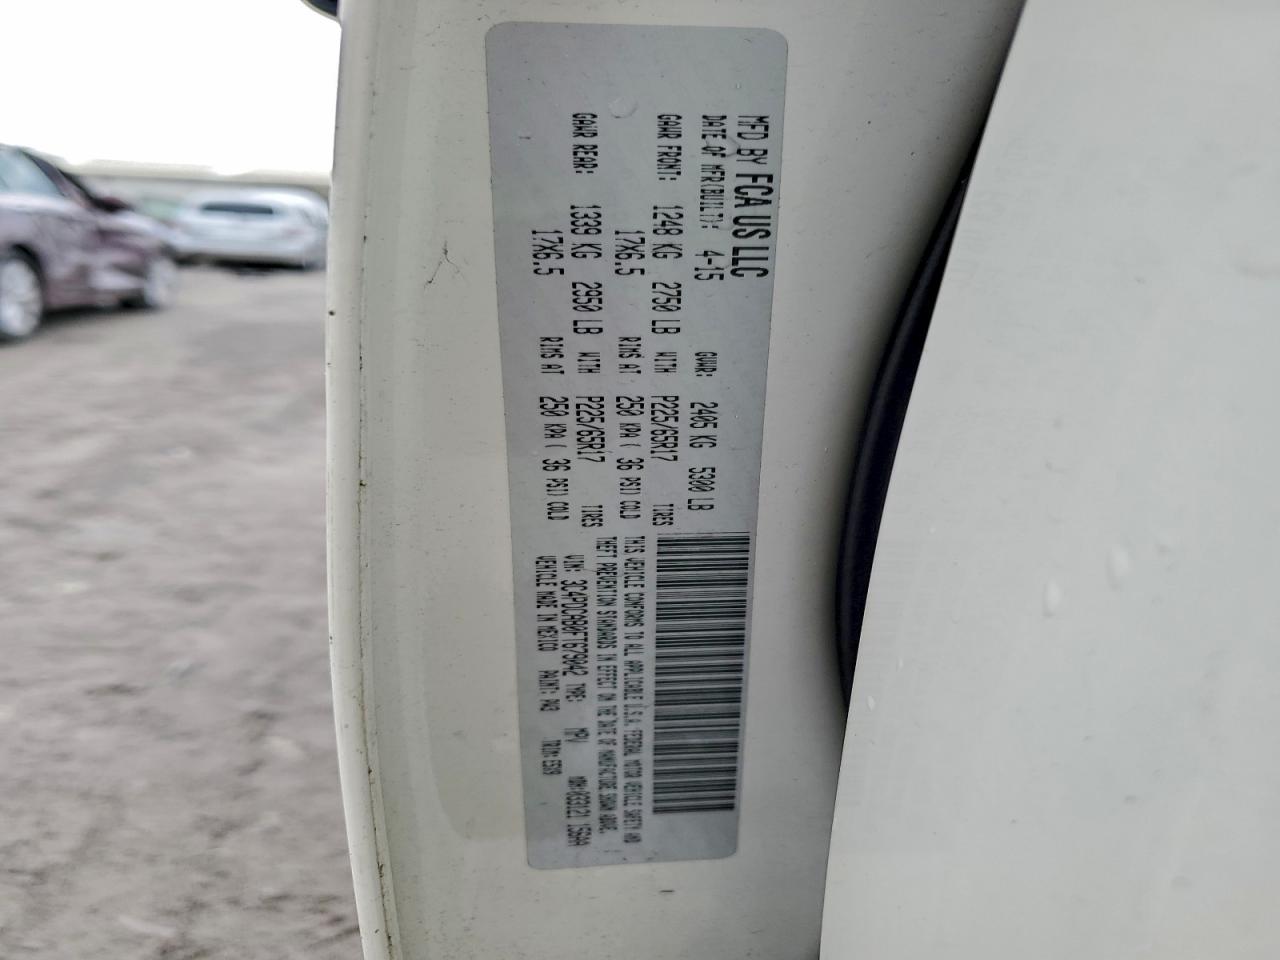 MFD BY FCA US LLC
DATE OF MFR(BUILT): 4-15 GVWR: 2405 KG 5300 LB
GAWR FRONT: 1248 KG 2750 LB WITH P225/65R17 TIRES
17X6.5 RIMS AT 250 KPA( 36 PSI) COLD
GAWR REAR: 1339 KG 2950 LB WITH P225/65R17 TIRES
17X6.5 RIMS AT 250 KPA( 36 PSI) COLD
THIS VEHICLE CONFORMS TO ALL APPLICABLE U.S.A. FEDERAL MOTOR VEHICLE SAFETY AND
THEFT PREVENTION STANDARDS IN EFFECT ON THE DATE OF MANUFACTURE SHOWN ABOVE.
VIN: 3C4PDCAB0FT679042 TYPE: MPV
VEHICLE MADE IN MEXICO PAINT: PW3